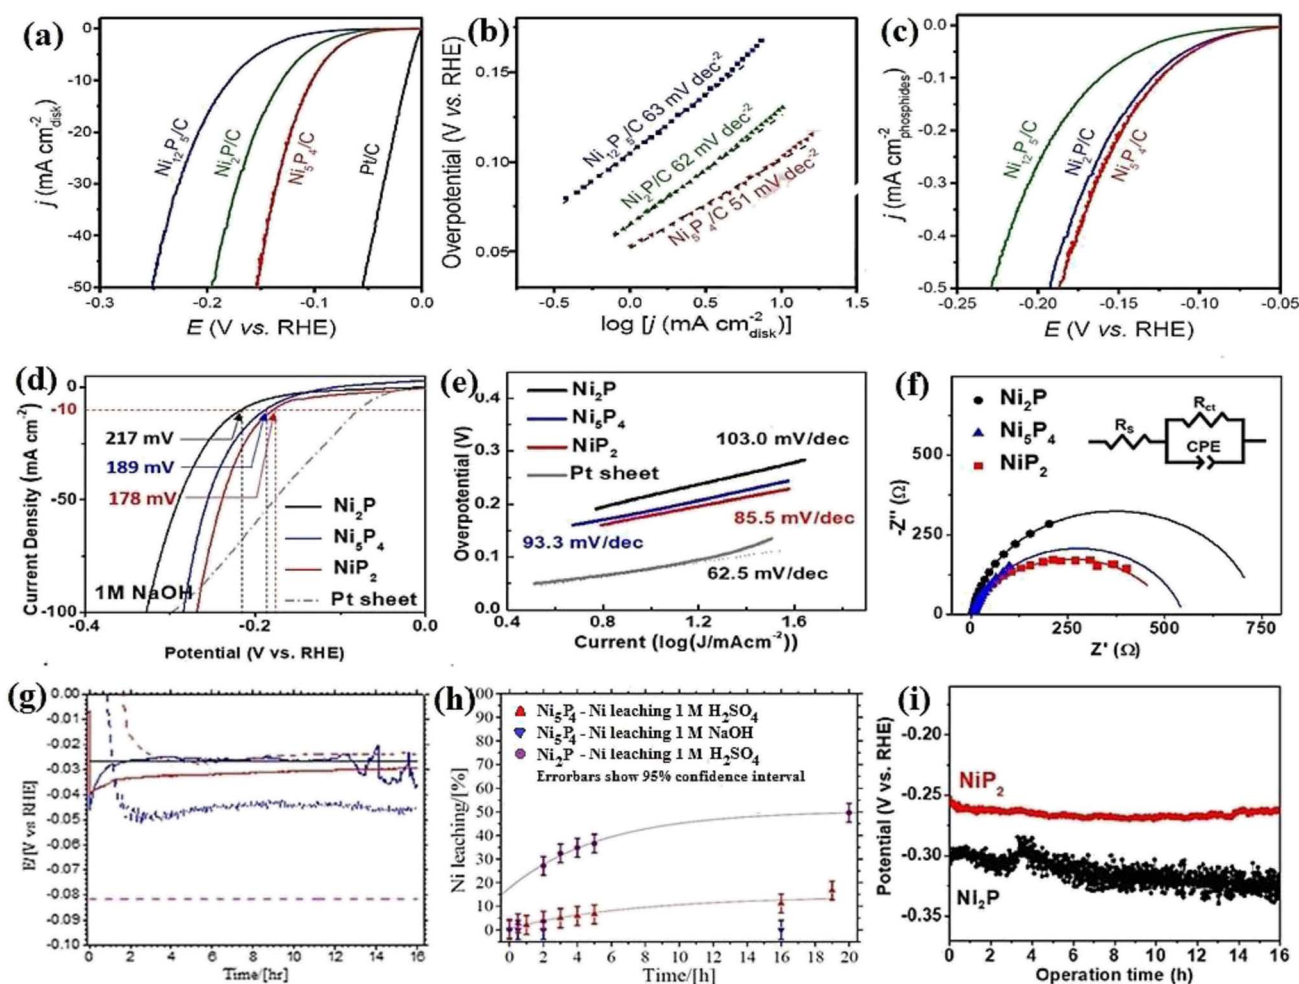 (a)
0
-10
-20
-30
-40
-50
j (mA cm⁻²disk)
Ni₁₂P₅/C
Ni₂P/C
Ni₅P₄/C
Pt/C
-0.3 -0.2 -0.1 0.0
E (V vs. RHE)
(b)
0.15
0.10
0.05
Overpotential (V vs. RHE)
Ni₁₂P₅/C 63 mV dec⁻²
Ni₂P/C 62 mV dec⁻²
Ni₅P₄/C 51 mV dec⁻²
-0.5 0.0 0.5 1.0 1.5
log [j (mA cm⁻²disk)]
(c)
0.0
-0.1
-0.2
-0.3
-0.4
-0.5
j (mA cm⁻²phosphides)
Ni₁₂P₅/C
Ni₂P/C
Ni₅P₄/C
-0.25 -0.20 -0.15 -0.10 -0.05
E (V vs. RHE)
(d)
0
-10
-50
-100
Current Density (mA cm⁻²)
217 mV
189 mV
178 mV
Ni₂P
Ni₅P₄
NiP₂
Pt sheet
1M NaOH
-0.4 -0.2 0.0
Potential (V vs. RHE)
(e)
0.4
0.3
0.2
0.1
0.0
Overpotential (V)
Ni₂P
Ni₅P₄
NiP₂
Pt sheet
103.0 mV/dec
93.3 mV/dec
85.5 mV/dec
62.5 mV/dec
0.4 0.8 1.2 1.6 2.0
Current (log(J/mAcm⁻²))
(f)
750
500
250
0
-Z'' (Ω)
Ni₂P
Ni₅P₄
NiP₂
Rs
Rct
CPE
0 250 500 750
Z' (Ω)
(g)
0.00
-0.01
-0.02
-0.03
-0.04
-0.05
-0.06
-0.07
-0.08
-0.09
-0.10
E/[V vs RHE]
0 2 4 6 8 10 12 14 16
Time/[hr]
(h)
100
90
80
70
60
50
40
30
20
10
0
Ni leaching/[%]
Ni₅P₄ - Ni leaching 1 M H₂SO₄
Ni₅P₄ - Ni leaching 1 M NaOH
Ni₂P - Ni leaching 1 M H₂SO₄
Errorbars show 95% confidence interval
0 2 4 6 8 10 12 14 16 18 20
Time/[h]
(i)
-0.20
-0.25
-0.30
-0.35
Potential (V vs. RHE)
NiP₂
Ni₂P
0 2 4 6 8 10 12 14 16
Operation time (h)